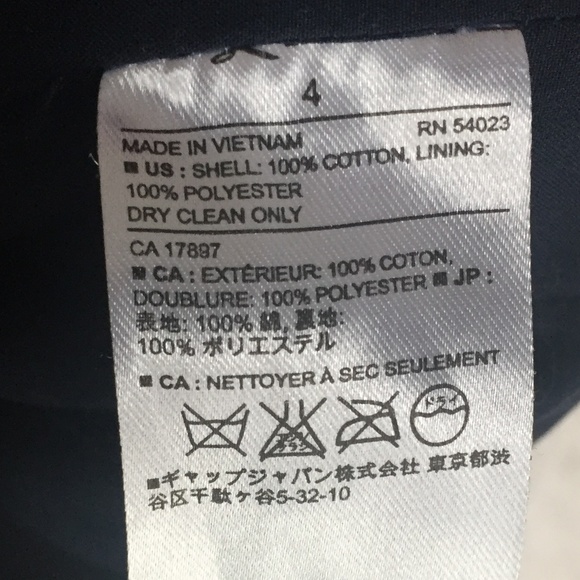 4
RN 54023
MADE IN VIETNAM
■ US : SHELL: 100% COTTON, LINING:
100% POLYESTER
DRY CLEAN ONLY
CA 17897
■ CA : EXTÉRIEUR: 100% COTON,
DOUBLURE: 100% POLYESTER ■ JP :
表地: 100% 綿, 裏地:
100% ポリエステル
■ CA : NETTOYER À SEC SEULEMENT
ドライ
■ギャップジャパン株式会社 東京都渋
谷区千駄ヶ谷5-32-10